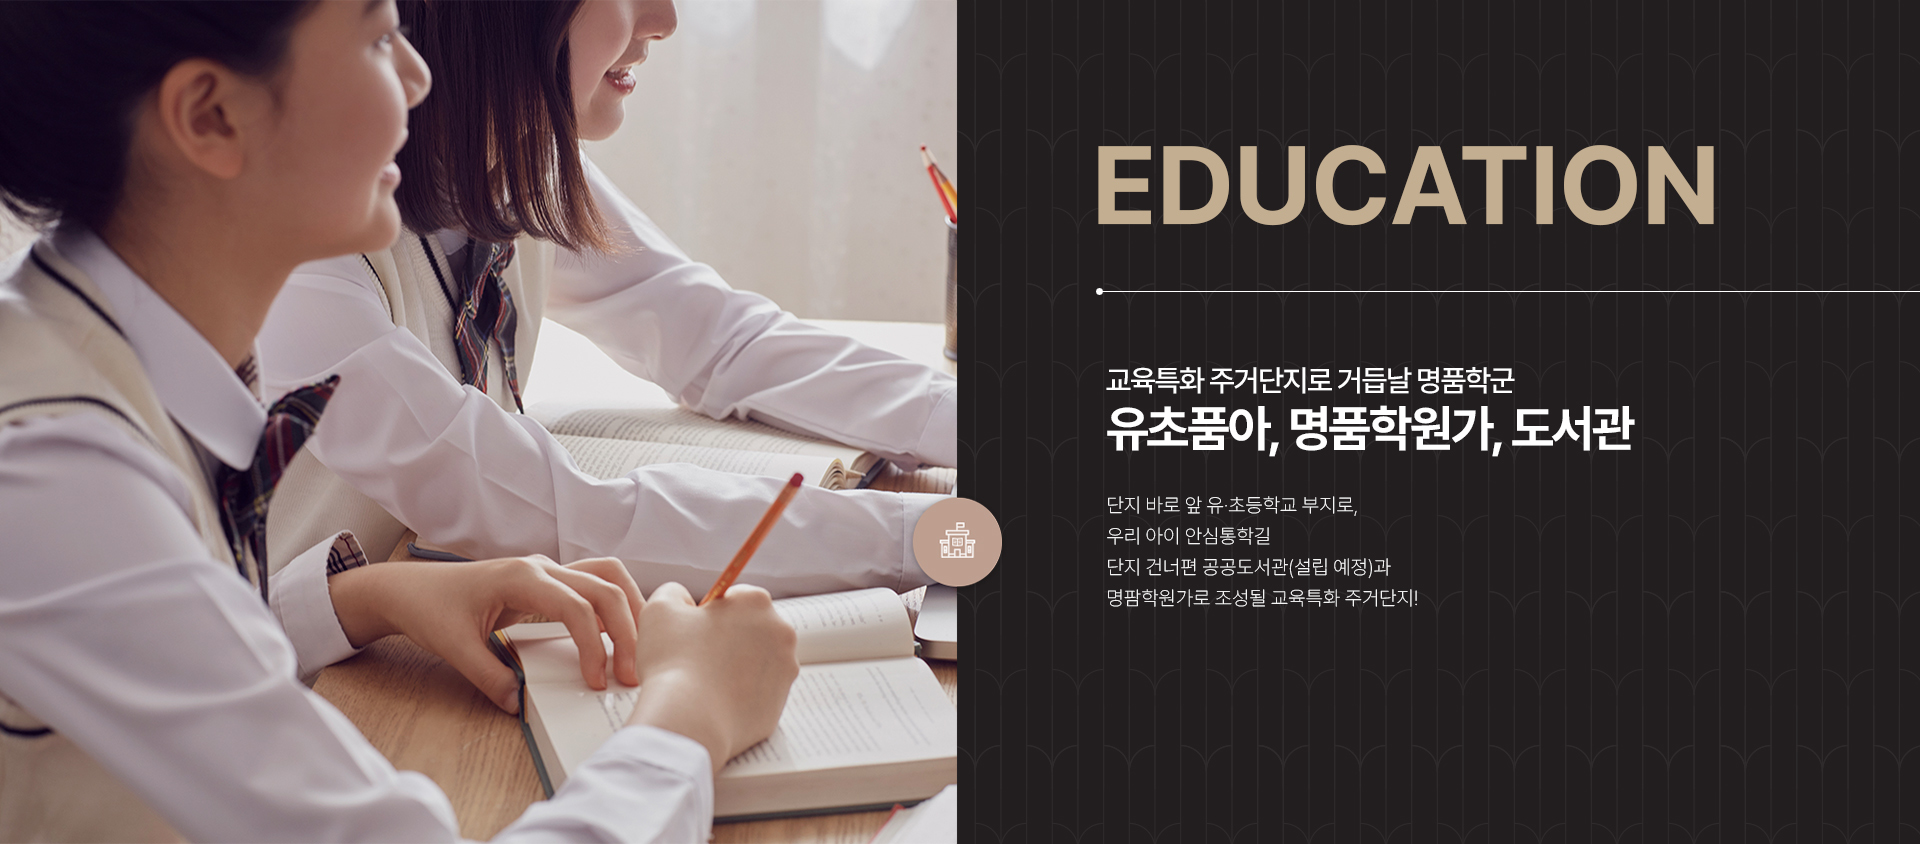 EDUCATION
교육특화 주거단지로 거듭날 명품학군
유초품아, 명품학원가, 도서관
단지 바로 앞 유·초등학교 부지로,
우리 아이 안심통학길
단지 건너편 공공도서관(설립 예정)과
명팜학원가로 조성될 교육특화 주거단지!